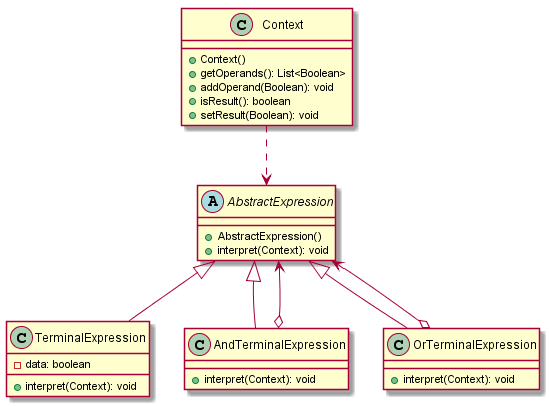 C Context
Context()
getOperands(): List<Boolean>
addOperand(Boolean): void
isResult(): boolean
setResult(Boolean): void
A AbstractExpression
AbstractExpression()
interpret(Context): void
C TerminalExpression
data: boolean
interpret(Context): void
C AndTerminalExpression
interpret(Context): void
C OrTerminalExpression
interpret(Context): void